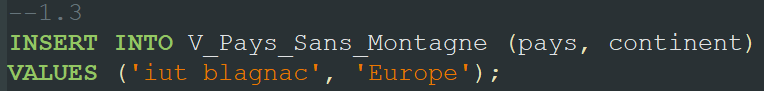 --1.3
INSERT INTO V_Pays_Sans_Montagne (pays, continent)
VALUES ('iut blagnac', 'Europe');